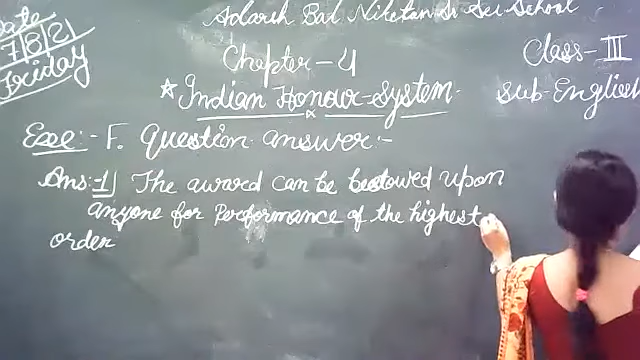 Adarsh Bal Niketan Sr Sec School
Date
7/8/21
Friday
Chapter-4
Class-III
* Indian Honour-System
Sub-English
Exe:- F. Question answer:-
Ans:-1) The award can be bestowed upon
anyone for Performance of the highest
order